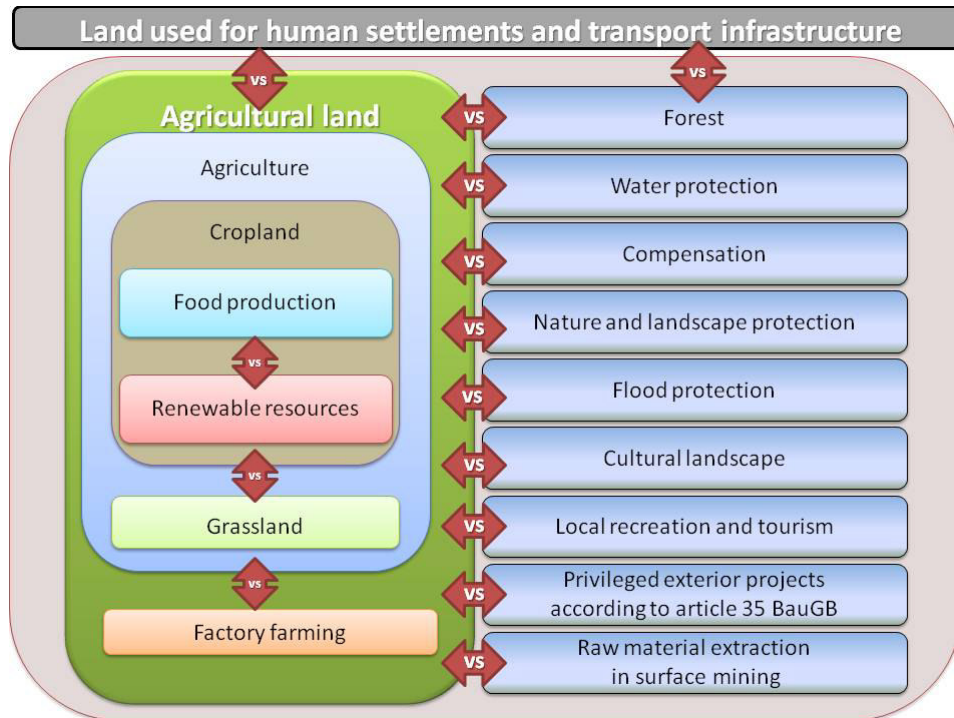 Land used for human settlements and transport infrastructure
vs
vs
Agricultural land
vs
Forest
Agriculture
vs
Water protection
Cropland
vs
Compensation
Food production
vs
Nature and landscape protection
vs
Renewable resources
vs
Flood protection
vs
vs
Cultural landscape
Grassland
vs
Local recreation and tourism
vs
vs
Privileged exterior projects
according to article 35 BauGB
Factory farming
vs
Raw material extraction
in surface mining